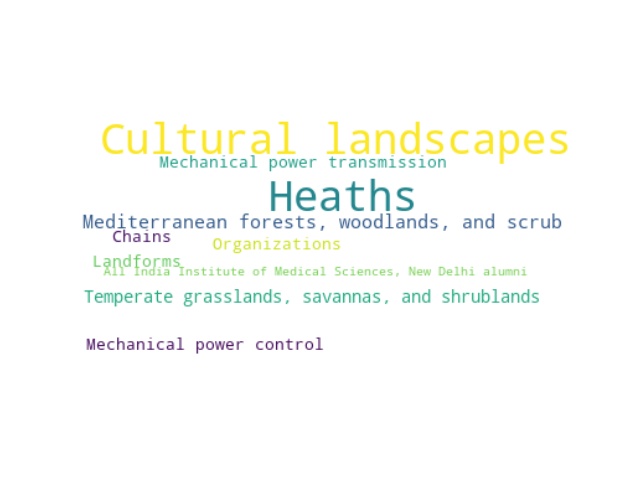 Cultural landscapes
Mechanical power transmission
Heaths
Mediterranean forests, woodlands, and scrub
Chains
Organizations
Landforms
All India Institute of Medical Sciences, New Delhi alumni
Temperate grasslands, savannas, and shrublands
Mechanical power control